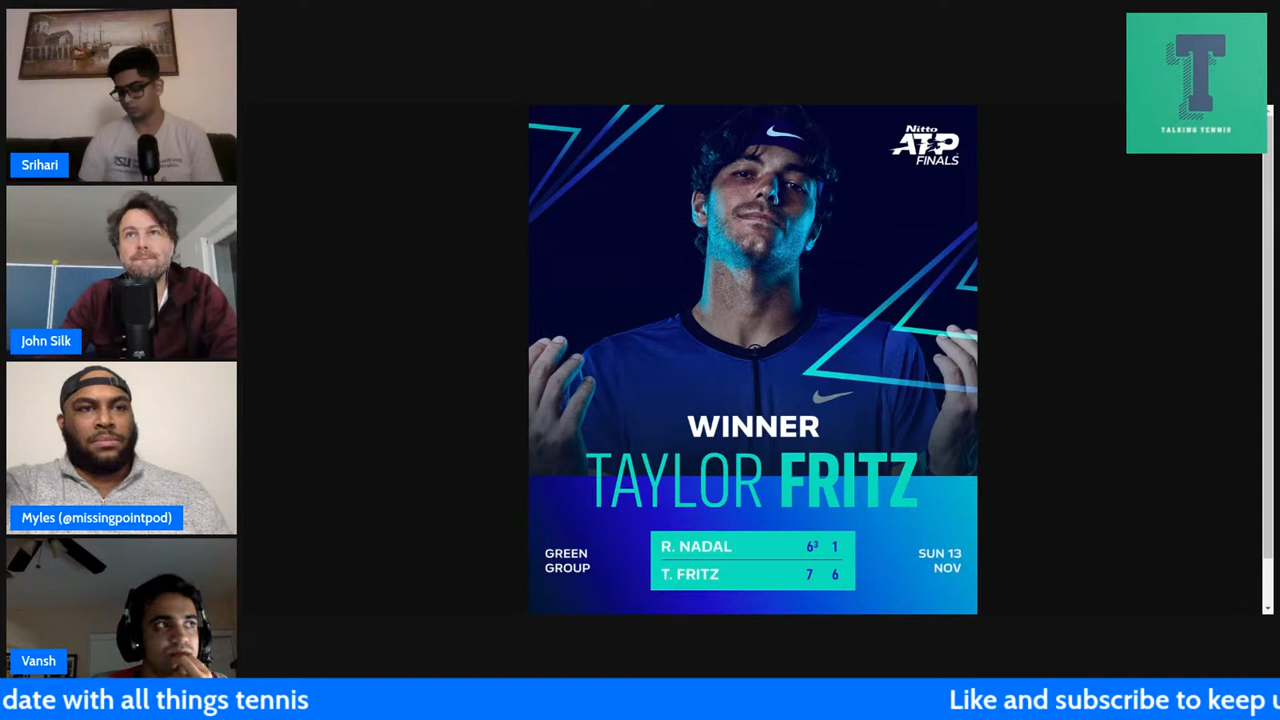 Srihari
John Silk
Myles (@missingpointpod)
Vansh
T
TALKING TENNIS
Nitto
ATP
FINALS
WINNER
TAYLOR FRITZ
GREEN
GROUP
R. NADAL 6³ 1
T. FRITZ 7 6
SUN 13
NOV
date with all things tennis
Like and subscribe to keep u